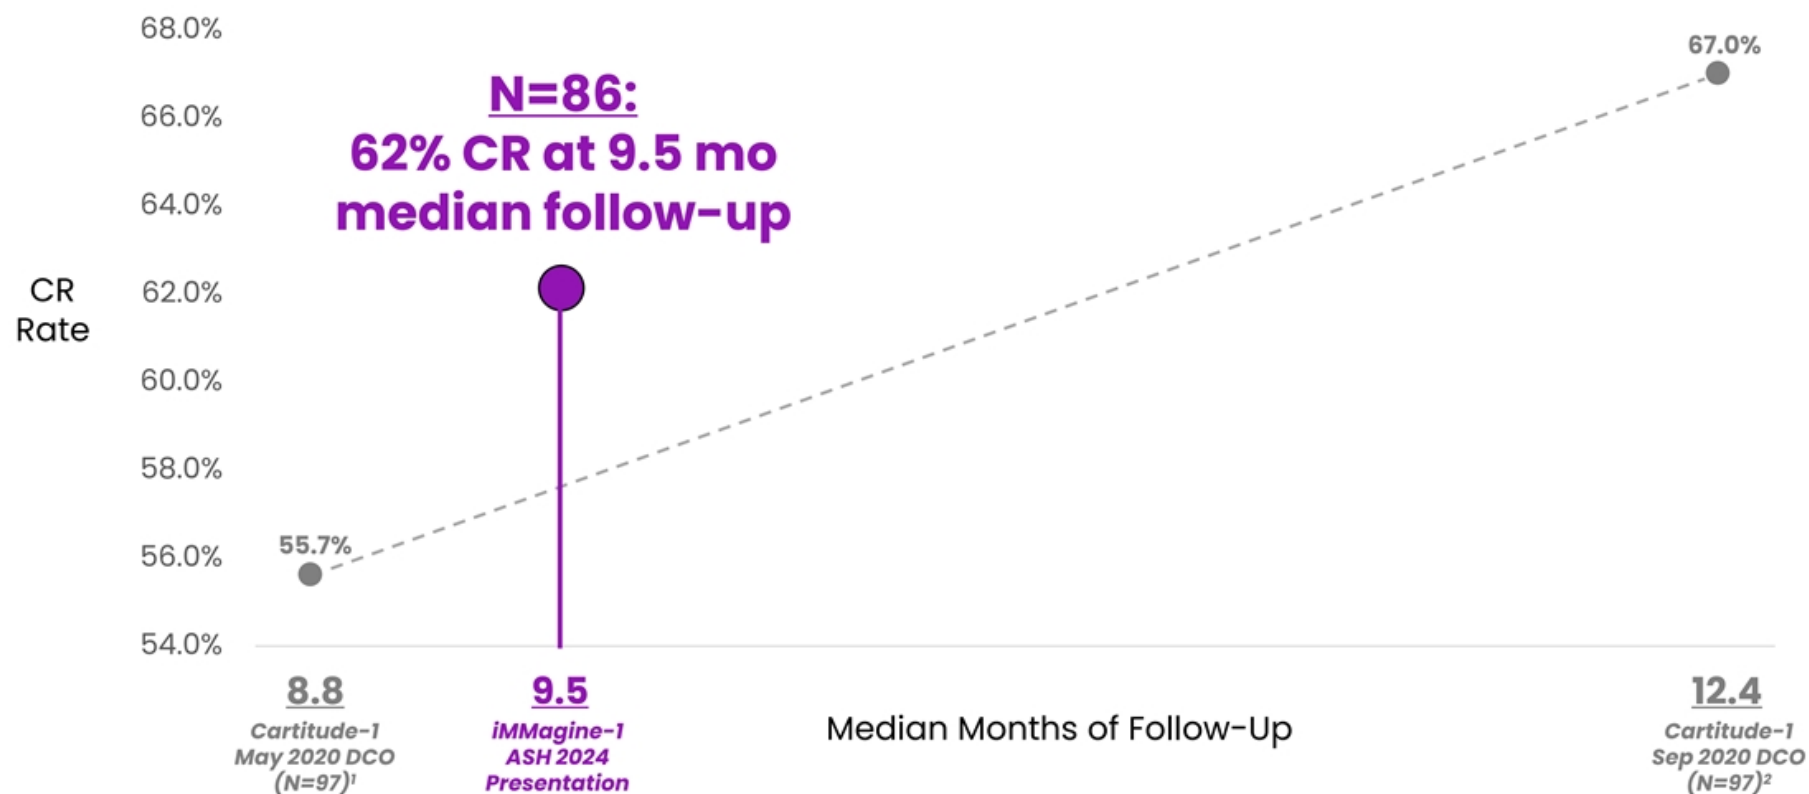 68.0%
66.0%
64.0%
62.0%
60.0%
58.0%
56.0%
54.0%
CR
Rate
N=86:
62% CR at 9.5 mo
median follow-up
55.7%
67.0%
8.8
Cartitude-1
May 2020 DCO
(N=97)¹
9.5
iMMagine-1
ASH 2024
Presentation
Median Months of Follow-Up
12.4
Cartitude-1
Sep 2020 DCO
(N=97)²